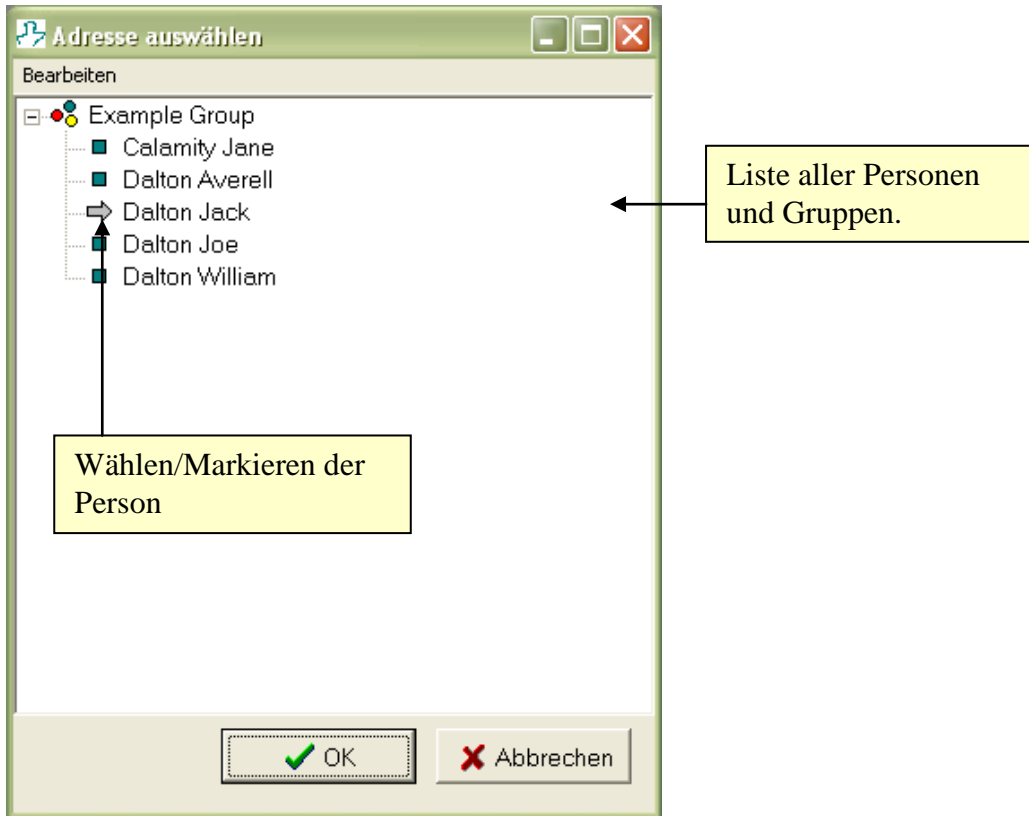 Adresse auswählen
Bearbeiten
Example Group
Calamity Jane
Dalton Averell
Dalton Jack
Dalton Joe
Dalton William
Liste aller Personen
und Gruppen.
Wählen/Markieren der
Person
OK
Abbrechen